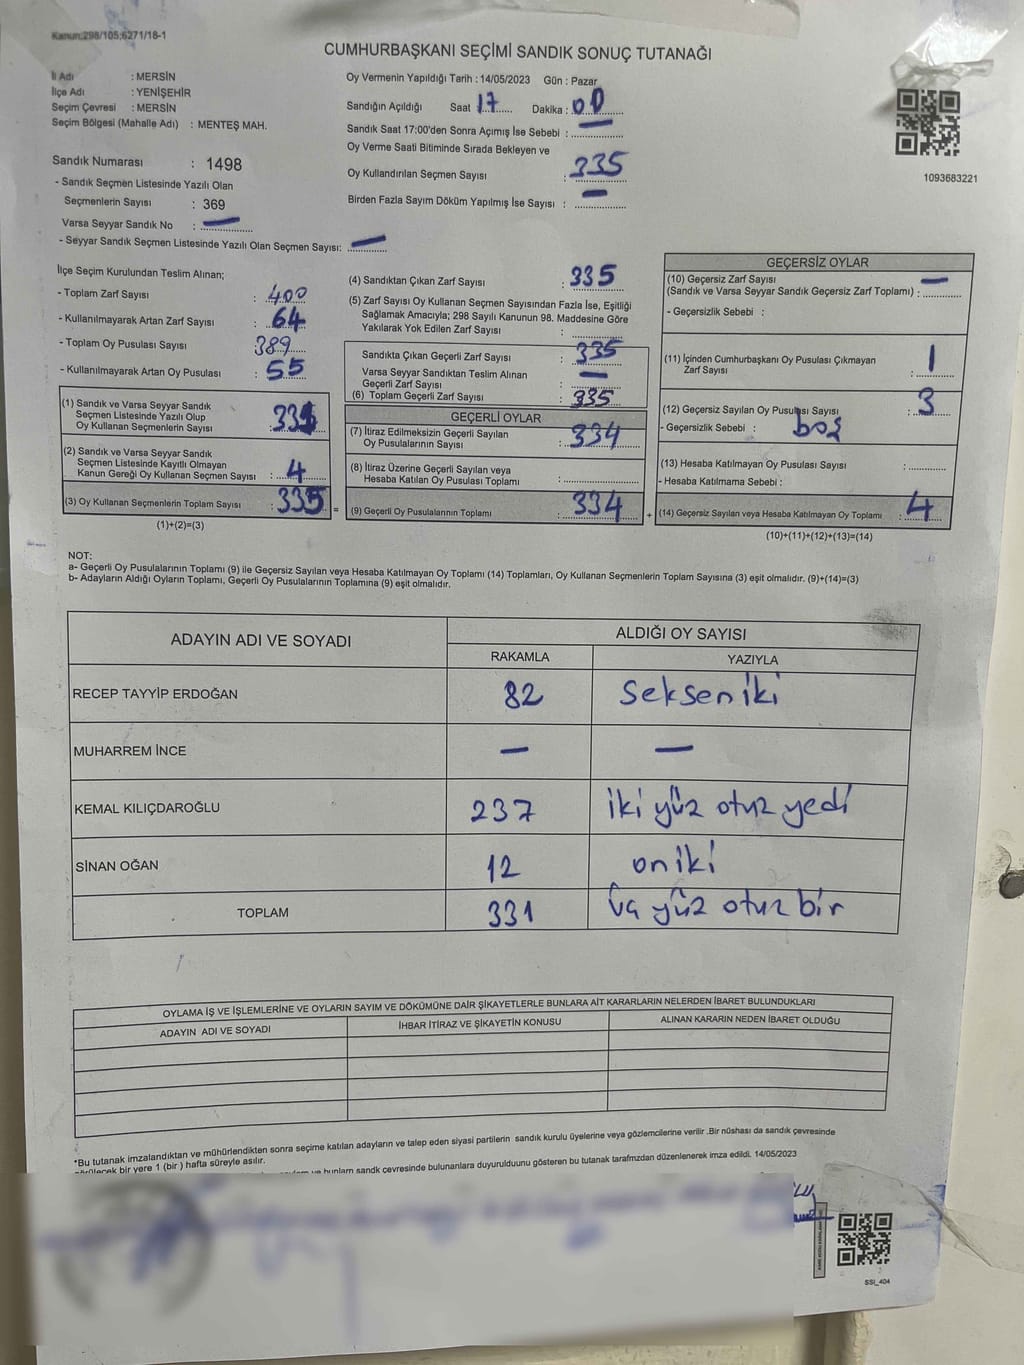 Kanun:298/105;6271/18-1
CUMHURBAŞKANI SEÇİMİ SANDIK SONUÇ TUTANAĞI
İl Adı : MERSİN
İlçe Adı : YENİŞEHİR
Seçim Çevresi : MERSİN
Seçim Bölgesi (Mahalle Adı) : MENTEŞ MAH.
Sandık Numarası : 1498
- Sandık Seçmen Listesinde Yazılı Olan
Seçmenlerin Sayısı : 369
Varsa Seyyar Sandık No : —
- Seyyar Sandık Seçmen Listesinde Yazılı Olan Seçmen Sayısı: —
Oy Vermenin Yapıldığı Tarih : 14/05/2023 Gün : Pazar
Sandığın Açıldığı Saat 17 Dakika : 00
Sandık Saat 17:00'den Sonra Açımış İse Sebebi : —
Oy Verme Saati Bitiminde Sırada Bekleyen ve
Oy Kullandırılan Seçmen Sayısı : 335
Birden Fazla Sayım Döküm Yapılmış İse Sayısı : —
1093683221
İlçe Seçim Kurulundan Teslim Alınan;
- Toplam Zarf Sayısı : 400
- Kullanılmayarak Artan Zarf Sayısı : 64
- Toplam Oy Pusulası Sayısı : 389
- Kullanılmayarak Artan Oy Pusulası : 55
(1) Sandık ve Varsa Seyyar Sandık
Seçmen Listesinde Yazılı Olup
Oy Kullanan Seçmenlerin Sayısı : 331
(2) Sandık ve Varsa Seyyar Sandık
Seçmen Listesinde Kayıtlı Olmayan
Kanun Gereği Oy Kullanan Seçmen Sayısı : 4
(3) Oy Kullanan Seçmenlerin Toplam Sayısı : 335 =
(1)+(2)=(3)
(4) Sandıktan Çıkan Zarf Sayısı : 335
(5) Zarf Sayısı Oy Kullanan Seçmen Sayısından Fazla İse, Eşitliği
Sağlamak Amacıyla; 298 Sayılı Kanunun 98. Maddesine Göre
Yakılarak Yok Edilen Zarf Sayısı :
Sandıkta Çıkan Geçerli Zarf Sayısı : 335
Varsa Seyyar Sandıktan Teslim Alınan : —
Geçerli Zarf Sayısı :
(6) Toplam Geçerli Zarf Sayısı : 335
GEÇERLİ OYLAR
(7) İtiraz Edilmeksizin Geçerli Sayılan
Oy Pusulalarının Sayısı : 334
(8) İtiraz Üzerine Geçerli Sayılan veya
Hesaba Katılan Oy Pusulası Toplamı :
(9) Geçerli Oy Pusulalarının Toplamı : 334 +
GEÇERSİZ OYLAR
(10) Geçersiz Zarf Sayısı —
(Sandık ve Varsa Seyyar Sandık Geçersiz Zarf Toplamı) :
- Geçersizlik Sebebi :
(11) İçinden Cumhurbaşkanı Oy Pusulası Çıkmayan
Zarf Sayısı : 1
(12) Geçersiz Sayılan Oy Pusulası Sayısı : 3
- Geçersizlik Sebebi : boş
(13) Hesaba Katılmayan Oy Pusulası Sayısı :
- Hesaba Katılmama Sebebi :
(14) Geçersiz Sayılan veya Hesaba Katılmayan Oy Toplamı : 4
(10)+(11)+(12)+(13)=(14)
NOT:
a- Geçerli Oy Pusulalarının Toplamı (9) ile Geçersiz Sayılan veya Hesaba Katılmayan Oy Toplamı (14) Toplamları, Oy Kullanan Seçmenlerin Toplam Sayısına (3) eşit olmalıdır. (9)+(14)=(3)
b- Adayların Aldığı Oyların Toplamı, Geçerli Oy Pusulalarının Toplamına (9) eşit olmalıdır.
ADAYIN ADI VE SOYADI ALDIĞI OY SAYISI
RAKAMLA YAZIYLA
RECEP TAYYİP ERDOĞAN 82 seksen iki
MUHARREM İNCE — —
KEMAL KILIÇDAROĞLU 237 iki yüz otuz yedi
SİNAN OĞAN 12 on iki
TOPLAM 331 üç yüz otuz bir
OYLAMA İŞ VE İŞLEMLERİNE VE OYLARIN SAYIM VE DÖKÜMÜNE DAİR ŞİKAYETLERLE BUNLARA AİT KARARLARIN NELERDEN İBARET BULUNDUKLARI
ADAYIN ADI VE SOYADI İHBAR İTİRAZ VE ŞİKAYETİN KONUSU ALINAN KARARIN NEDEN İBARET OLDUĞU
*Bu tutanak imzalandıktan ve mühürlendikten sonra seçime katılan adayların ve talep eden siyasi partilerin sandık kurulu üyelerine veya gözlemcilerine verilir .Bir nüshası da sandık çevresinde
görülecek bir yere 1 (bir ) hafta süreyle asılır.
ve bunların sandık çevresinde bulunanlara duyurulduunu gösteren bu tutanak tarafmzdan düzenlenerek imza edildi. 14/05/2023
SSİ_404